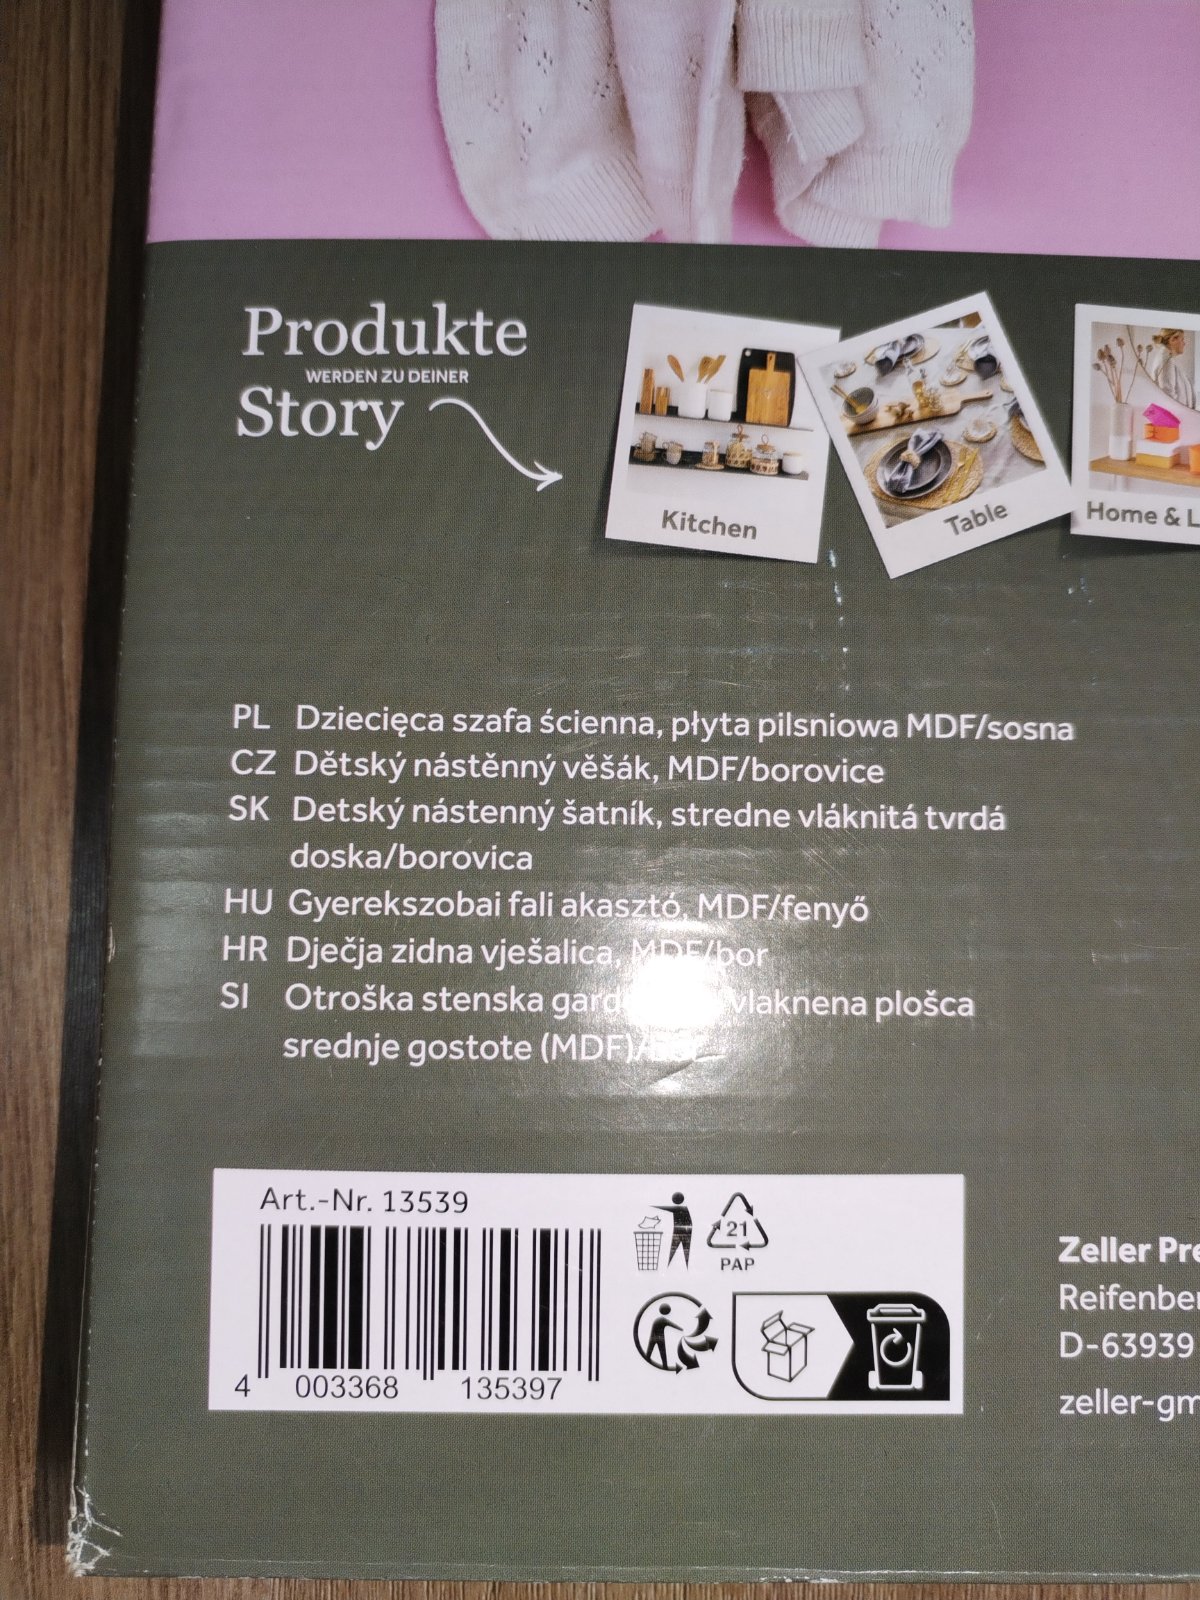 Produkte
WERDEN ZU DEINER
Story
Kitchen
Table
Home & L
PL Dziecięca szafa ścienna, płyta pilsniowa MDF/sosna
CZ Dětský nástěnný věšák, MDF/borovice
SK Detský nástenný šatník, stredne vláknitá tvrdá
doska/borovica
HU Gyerekszobai fali akasztó, MDF/fenyő
HR Dječja zidna vješalica, MDF/bor
SI Otroška stenska vlaknena plošca
srednje gostote (MDF)/
Art.-Nr. 13539
4 003368 135397
21
PAP
Zeller Pre
Reifenber
D-63939
zeller-gm